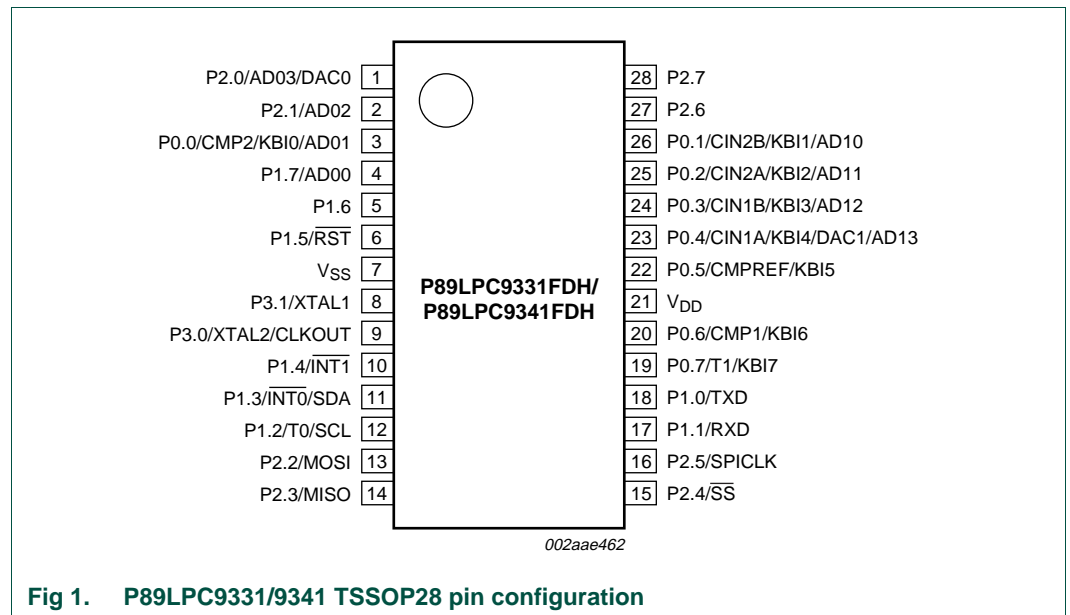 P2.0/AD03/DAC0 1
P2.1/AD02 2
P0.0/CMP2/KBI0/AD01 3
P1.7/AD00 4
P1.6 5
P1.5/R̅S̅T̅ 6
VSS 7
P3.1/XTAL1 8
P3.0/XTAL2/CLKOUT 9
P1.4/I̅N̅T̅1̅ 10
P1.3/I̅N̅T̅0̅/SDA 11
P1.2/T0/SCL 12
P2.2/MOSI 13
P2.3/MISO 14
P89LPC9331FDH/
P89LPC9341FDH
28 P2.7
27 P2.6
26 P0.1/CIN2B/KBI1/AD10
25 P0.2/CIN2A/KBI2/AD11
24 P0.3/CIN1B/KBI3/AD12
23 P0.4/CIN1A/KBI4/DAC1/AD13
22 P0.5/CMPREF/KBI5
21 VDD
20 P0.6/CMP1/KBI6
19 P0.7/T1/KBI7
18 P1.0/TXD
17 P1.1/RXD
16 P2.5/SPICLK
15 P2.4/S̅S̅
002aae462
Fig 1. P89LPC9331/9341 TSSOP28 pin configuration